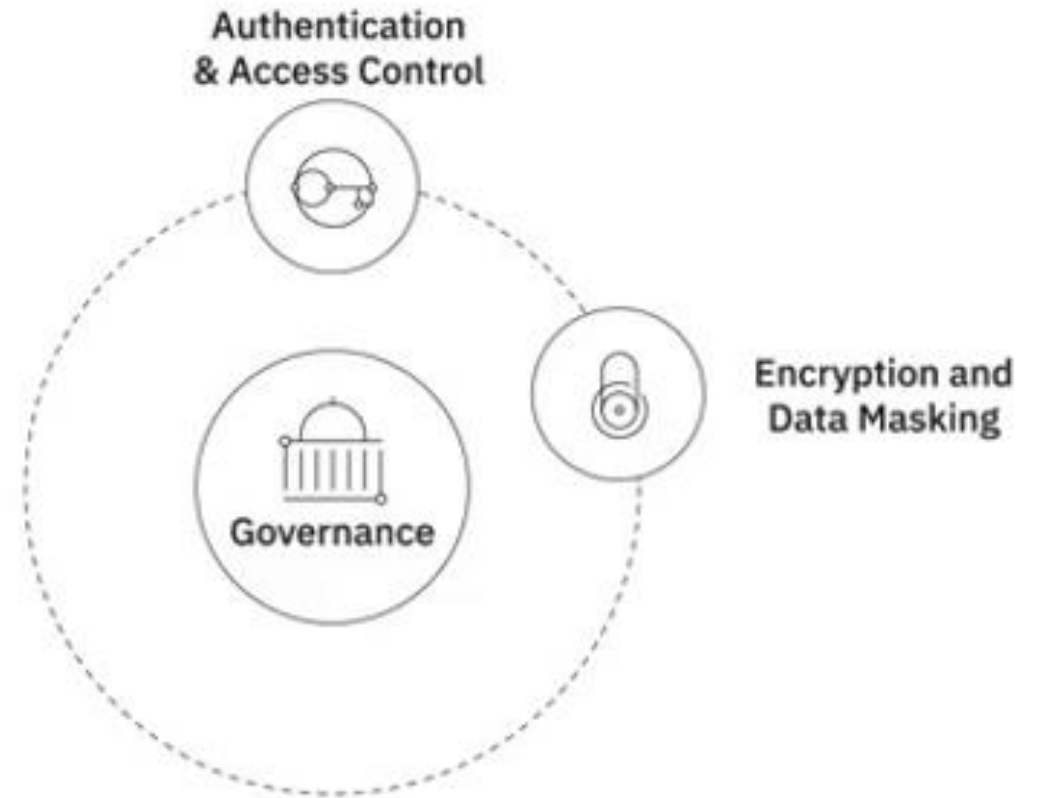 Authentication
& Access Control
Encryption and
Data Masking
Governance